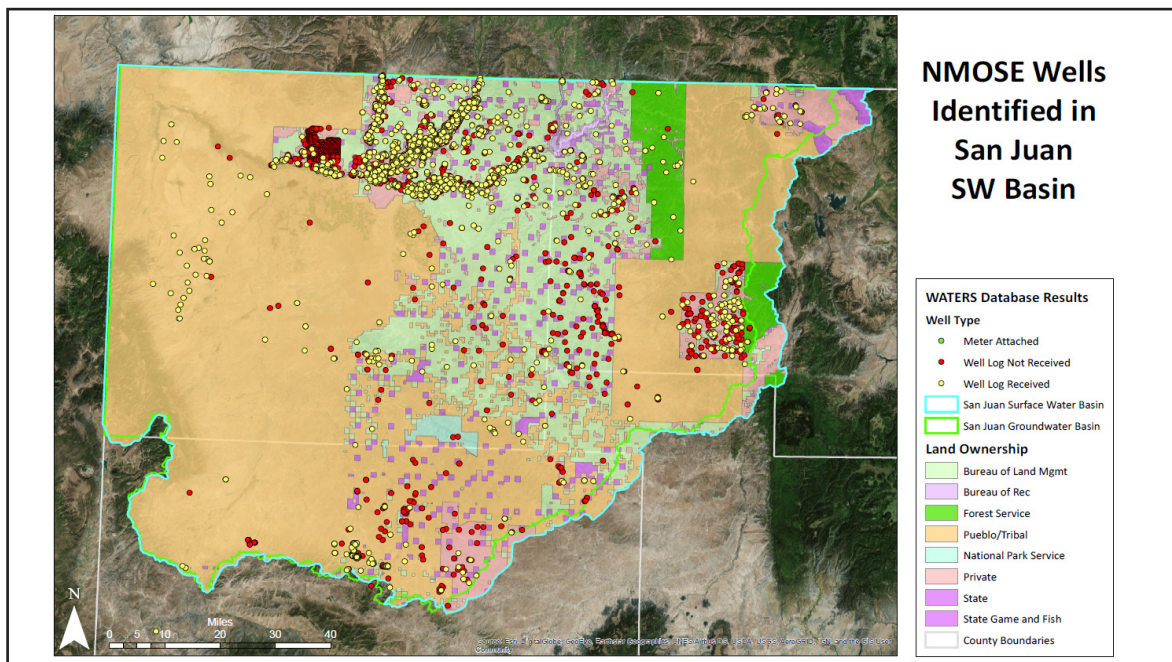 NMOSE Wells
Identified in
San Juan
SW Basin
WATERS Database Results
Well Type
Meter Attached
Well Log Not Received
Well Log Received
San Juan Surface Water Basin
San Juan Groundwater Basin
Land Ownership
Bureau of Land Mgmt
Bureau of Rec
Forest Service
Pueblo/Tribal
National Park Service
Private
State
State Game and Fish
County Boundaries
N
Miles
0 5 10 20 30 40
Community